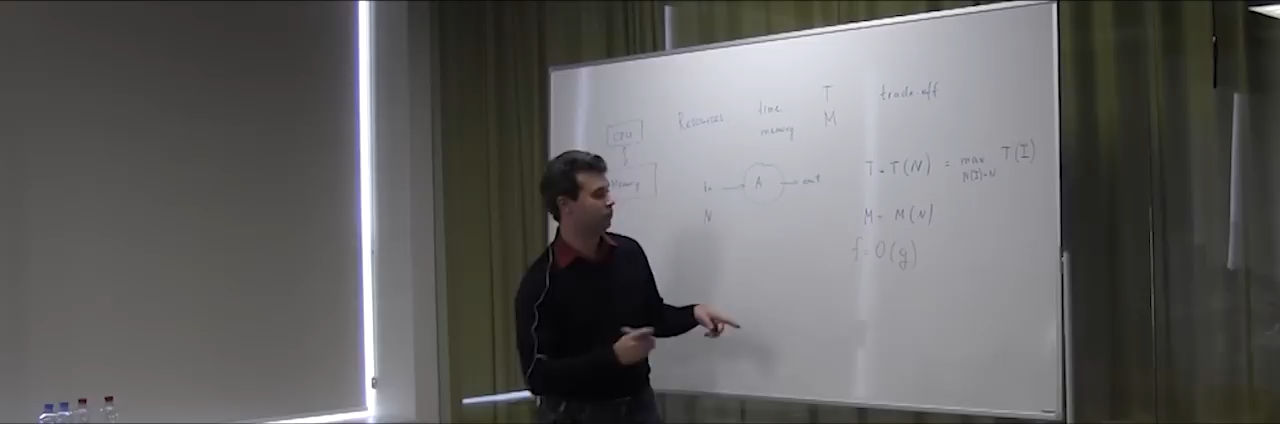 T
Resources time trade-off
CPU memory M
Memory
in A out
N
T = T(N) = max T(I)
N(I)=N
M = M(N)
f = O(g)